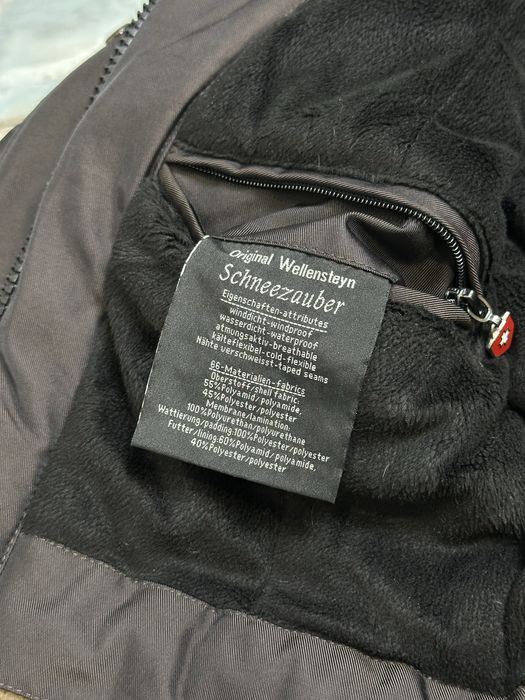 Original Wellensteyn
Schneezauber
Eigenschaften-attributes
winddicht-windproof
wasserdicht-waterproof
atmungsaktiv-breathable
kälteflexibel-cold-flexible
Nähte verschweisst-taped seams
66-Materialien-fabrics
Oberstoff/shell fabric:
55%Polyamid/polyamide,
45%Polyester/polyester
Membrane/lamination:
100%Polyurethan/polyurethane
Wattierung/padding:100%Polyester/polyester
Futter/lining:60%Polyamid/polyamide,
40%Polyester/polyester